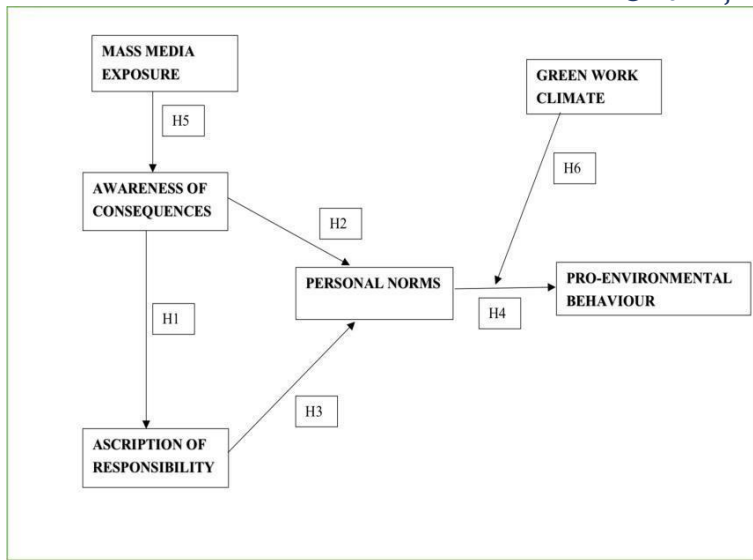 MASS MEDIA
EXPOSURE
GREEN WORK
CLIMATE
H5
H6
AWARENESS OF
CONSEQUENCES
H2
PERSONAL NORMS
PRO-ENVIRONMENTAL
BEHAVIOUR
H4
H1
H3
ASCRIPTION OF
RESPONSIBILITY